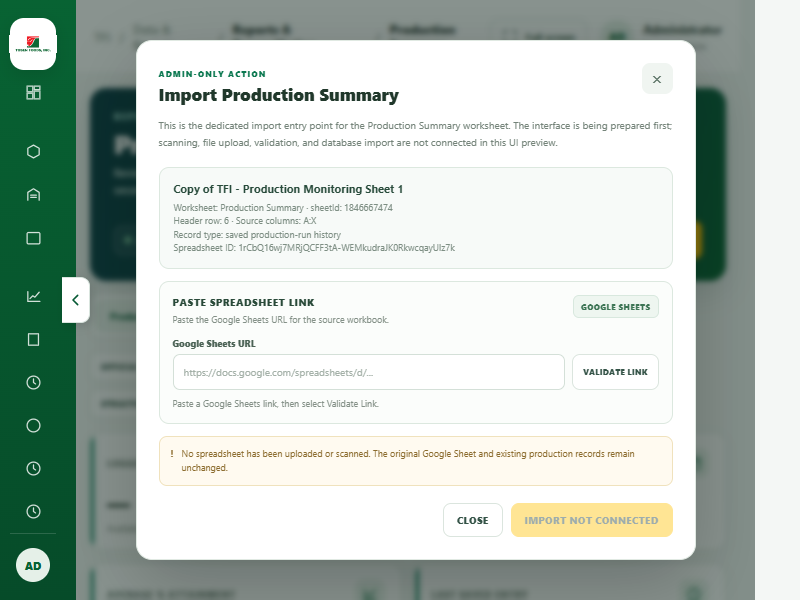 ADMIN-ONLY ACTION
Import Production Summary
×
This is the dedicated import entry point for the Production Summary worksheet. The interface is being prepared first;
scanning, file upload, validation, and database import are not connected in this UI preview.
Copy of TFI - Production Monitoring Sheet 1
Worksheet: Production Summary · sheetId: 1846667474
Header row: 6 · Source columns: A:X
Record type: saved production-run history
Spreadsheet ID: 1rCbQ16wj7MRjQCFF3tA-WEMkudraJK0RkwcqayUIz7k
PASTE SPREADSHEET LINK
GOOGLE SHEETS
Paste the Google Sheets URL for the source workbook.
Google Sheets URL
https://docs.google.com/spreadsheets/d/...
VALIDATE LINK
Paste a Google Sheets link, then select Validate Link.
! No spreadsheet has been uploaded or scanned. The original Google Sheet and existing production records remain
unchanged.
CLOSE
IMPORT NOT CONNECTED
AD
Reports &
Production
Administrator